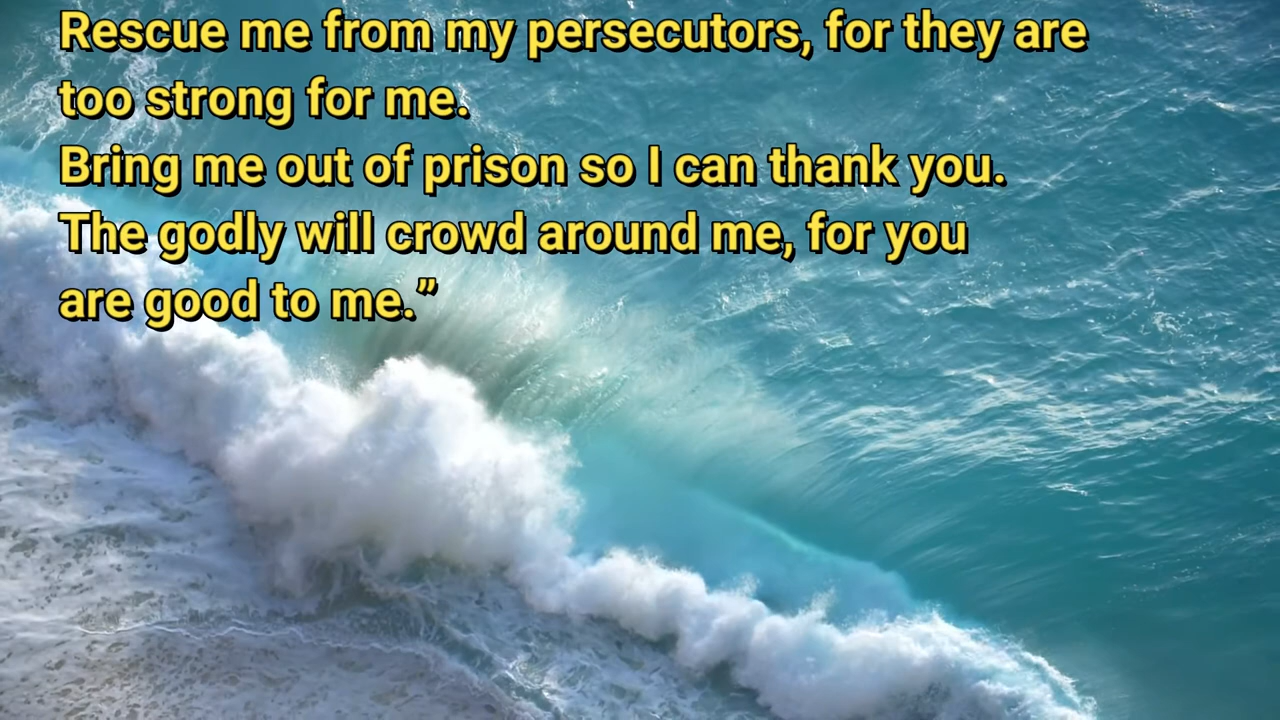 Rescue me from my persecutors, for they are
too strong for me.
Bring me out of prison so I can thank you.
The godly will crowd around me, for you
are good to me.”